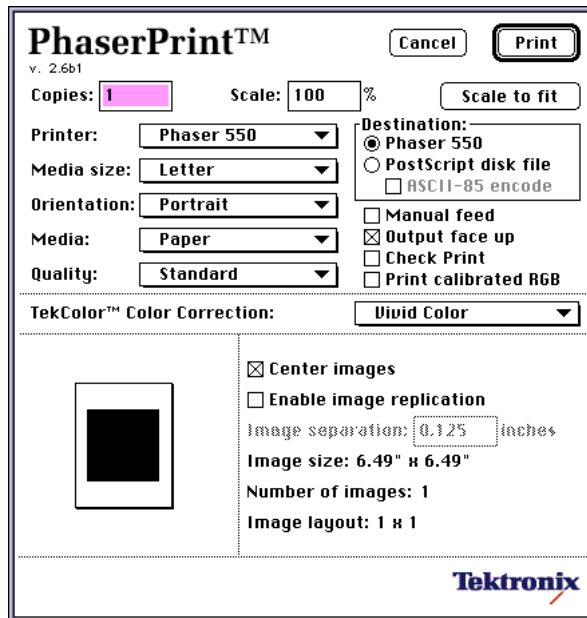 PhaserPrint™
v. 2.6b1
Cancel
Print
Copies: 1
Scale: 100 %
Scale to fit
Printer: Phaser 550
Media size: Letter
Orientation: Portrait
Media: Paper
Quality: Standard
Destination:
Phaser 550
PostScript disk file
ASCII-85 encode
Manual feed
Output face up
Check Print
Print calibrated RGB
TekColor™ Color Correction: Vivid Color
Center images
Enable image replication
Image separation: 0.125 inches
Image size: 6.49" x 6.49"
Number of images: 1
Image layout: 1 x 1
Tektronix